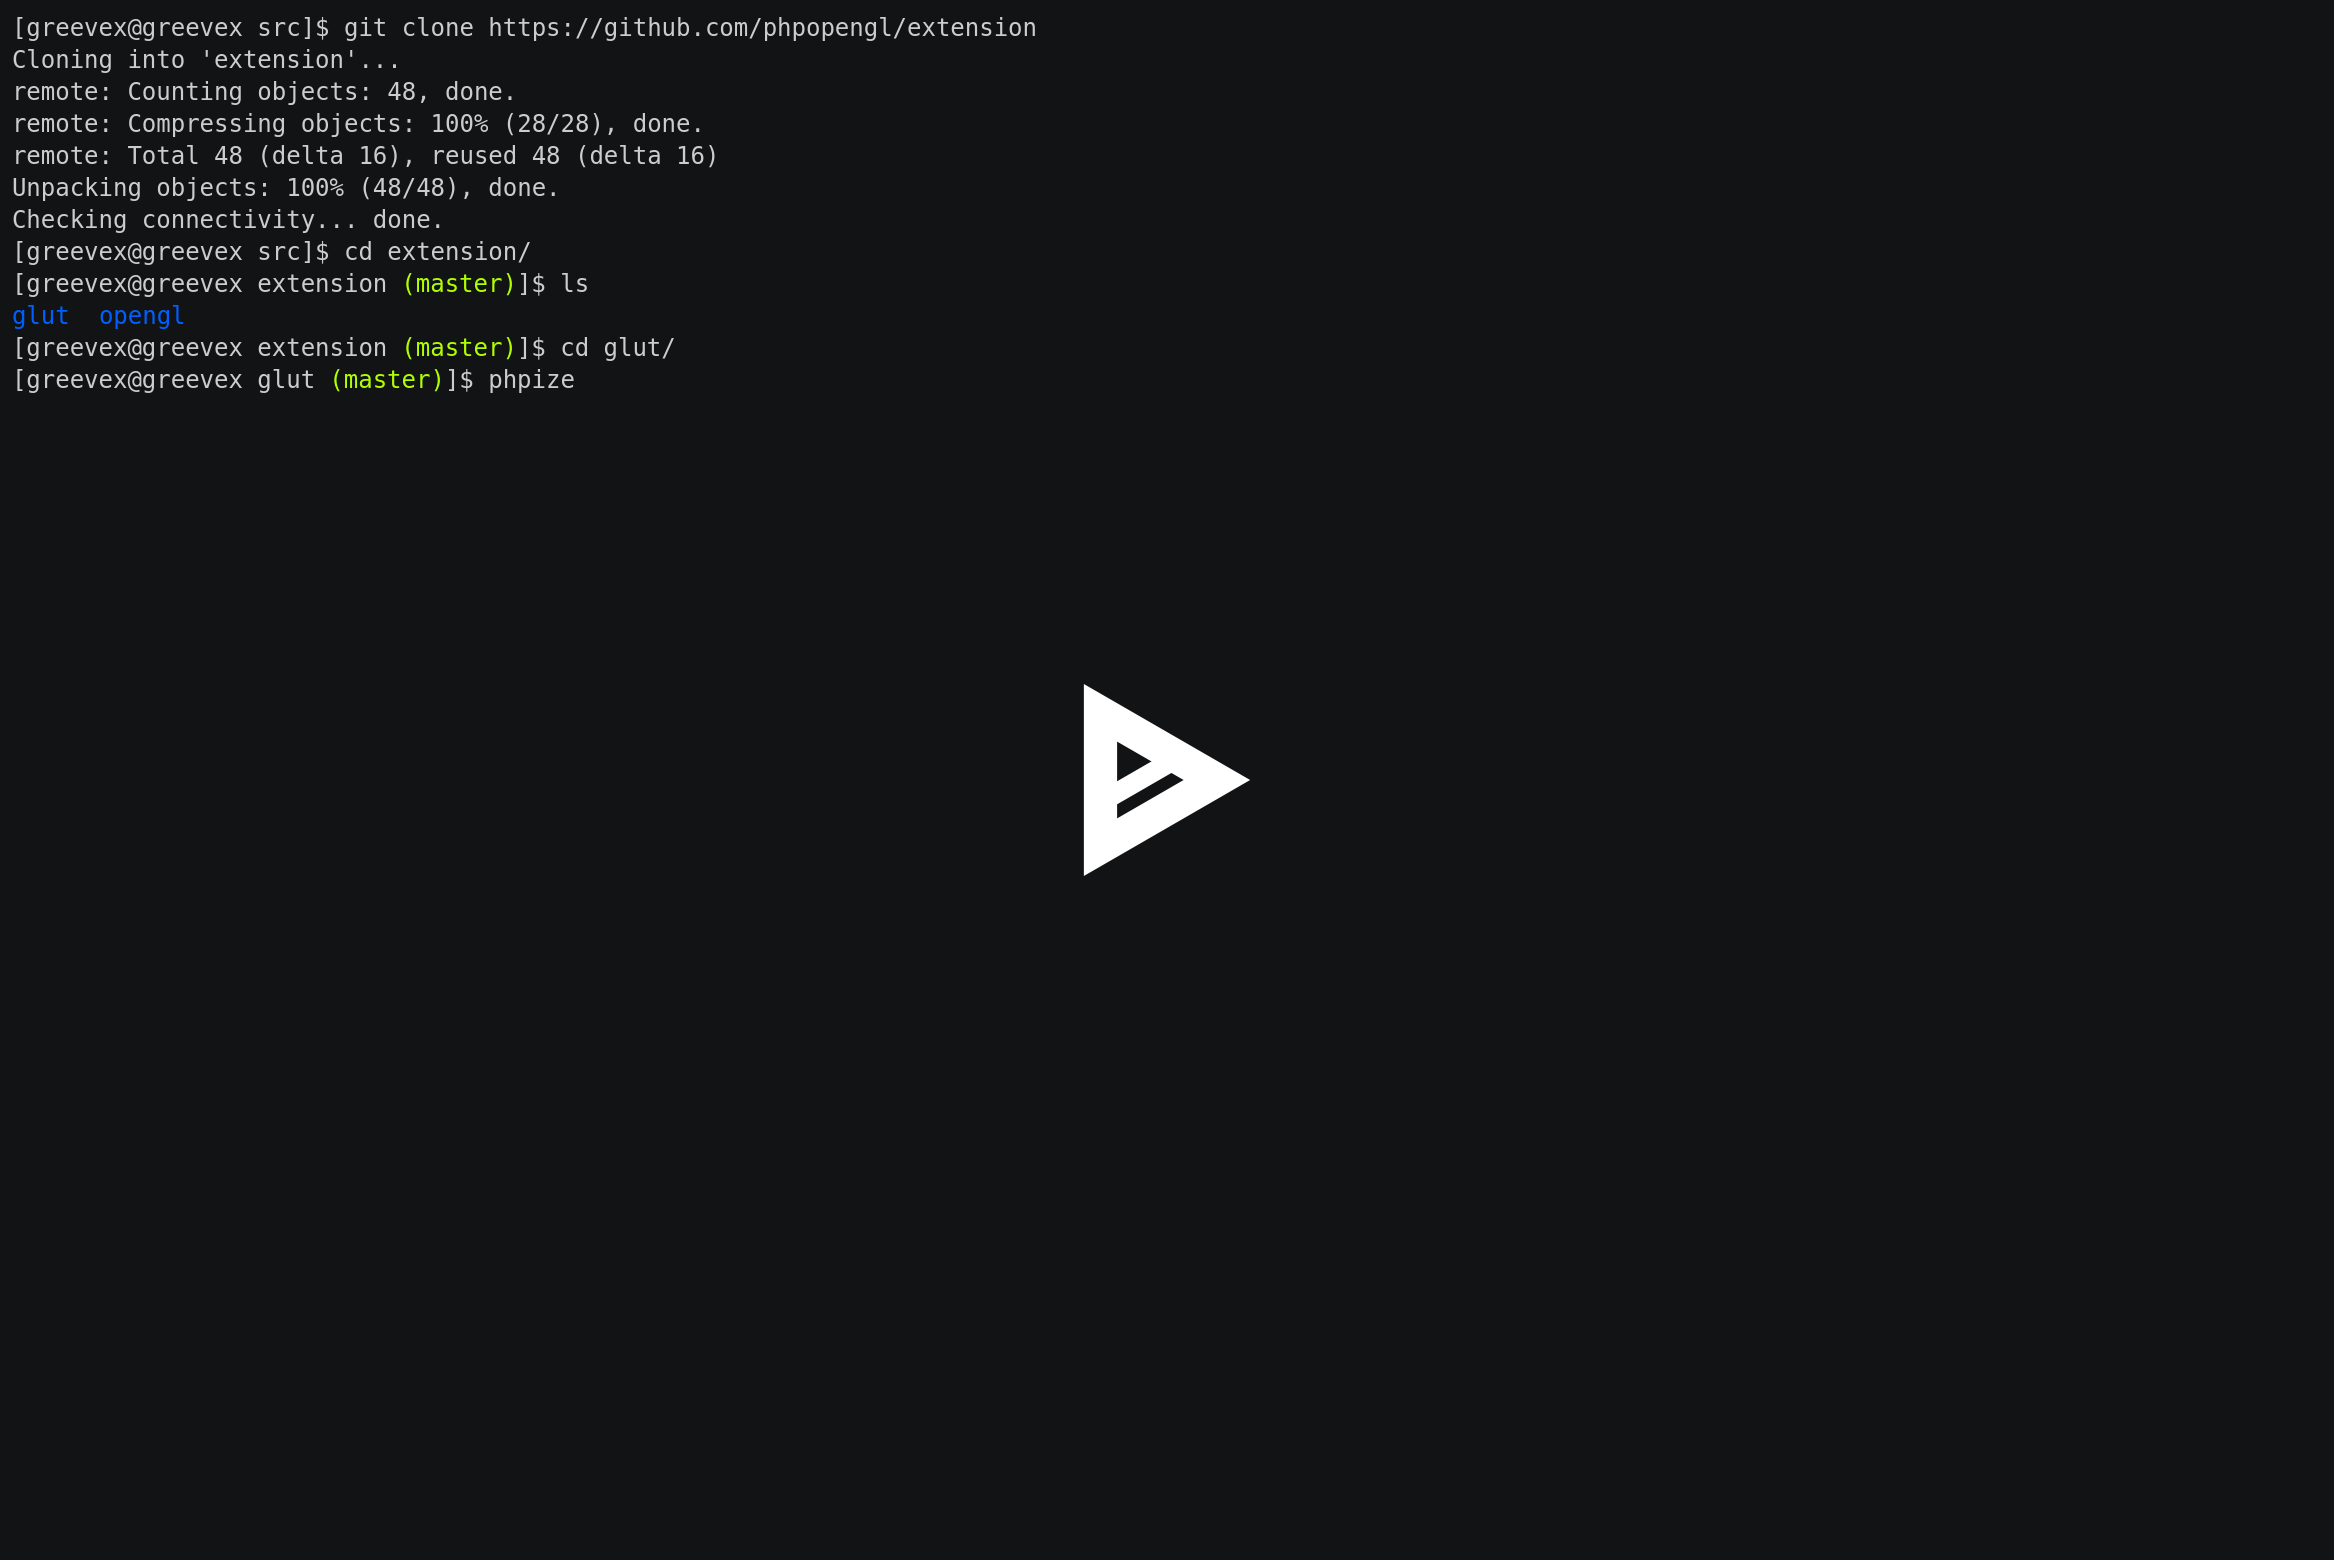 [greevex@greevex src]$ git clone https://github.com/phpopengl/extension
Cloning into 'extension'...
remote: Counting objects: 48, done.
remote: Compressing objects: 100% (28/28), done.
remote: Total 48 (delta 16), reused 48 (delta 16)
Unpacking objects: 100% (48/48), done.
Checking connectivity... done.
[greevex@greevex src]$ cd extension/
[greevex@greevex extension (master)]$ ls
glut  opengl
[greevex@greevex extension (master)]$ cd glut/
[greevex@greevex glut (master)]$ phpize